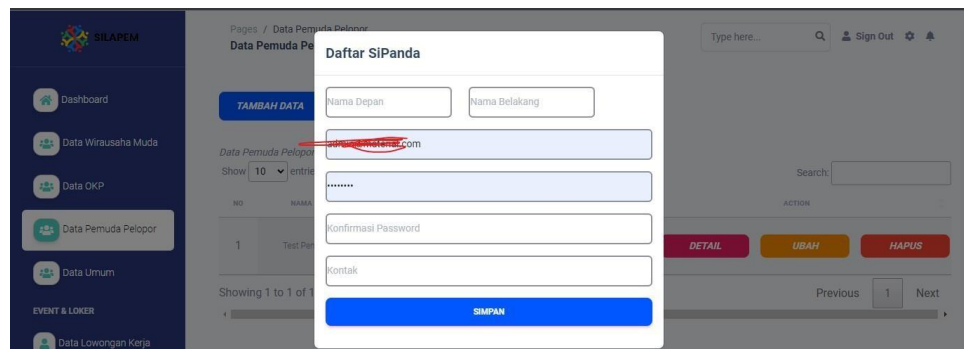 SILAPEM
Dashboard
Data Wirausaha Muda
Data OKP
Data Pemuda Pelopor
Data Umum
EVENT & LOKER
Data Lowongan Kerja
Pages / Data Pemuda Pelopor
Data Pemuda Pe
Type here...
Sign Out
TAMBAH DATA
Data Pemuda Pelopor
Show 10 entrie
Search:
NO NAMA ACTION
1 Test Pem DETAIL UBAH HAPUS
Showing 1 to 1 of 1
Previous 1 Next
Daftar SiPanda
Nama Depan Nama Belakang
.com
••••••••
Konfirmasi Password
Kontak
SIMPAN